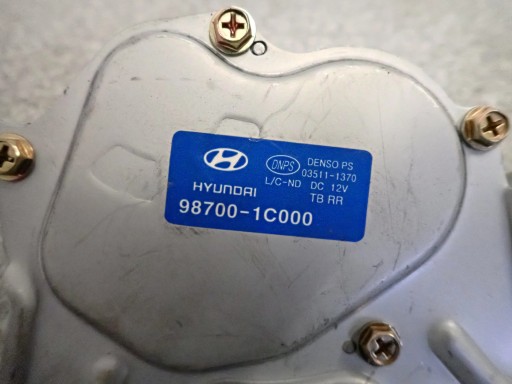 HYUNDAI
98700-1C000
DNPS
DENSO PS
03511-1370
L/C-ND DC 12V
TB RR